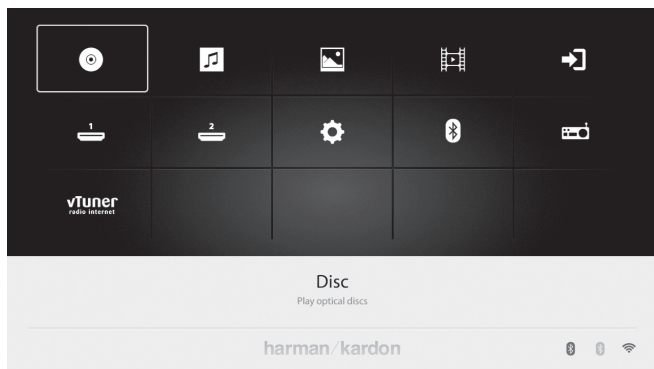 1
2
vTuner
radio internet
Disc
Play optical discs
harman/kardon